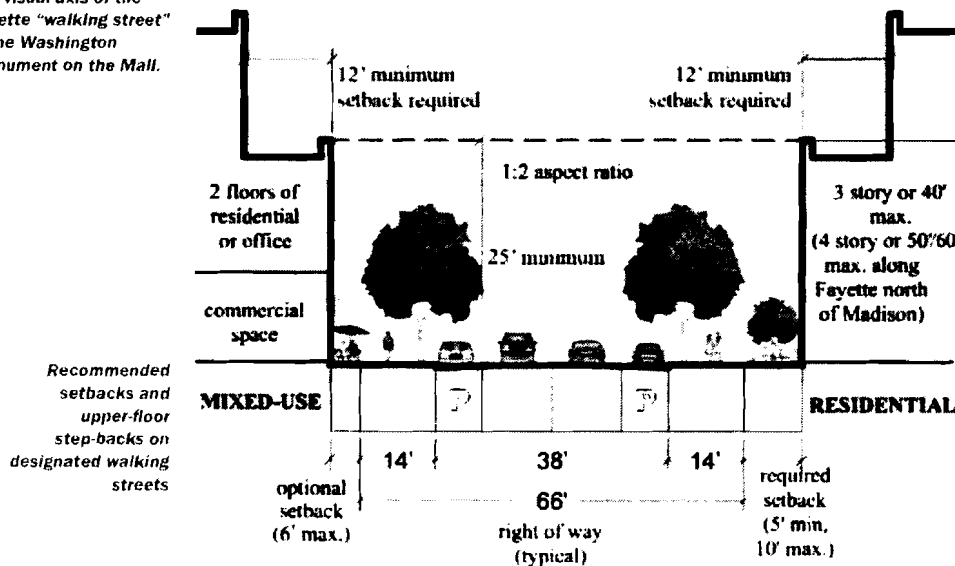 visual axis of the
ette "walking street"
he Washington
nument on the Mall.
12' minimum
setback required
12' minimum
setback required
1:2 aspect ratio
25' minimum
2 floors of
residential
or office
commercial
space
3 story or 40'
max.
(4 story or 50'/60
max. along
Fayette north
of Madison)
MIXED-USE
P
P
RESIDENTIAL
Recommended
setbacks and
upper-floor
step-backs on
designated walking
streets
14'
38'
14'
66'
right of way
(typical)
optional
setback
(6' max.)
required
setback
(5' min,
10' max.)